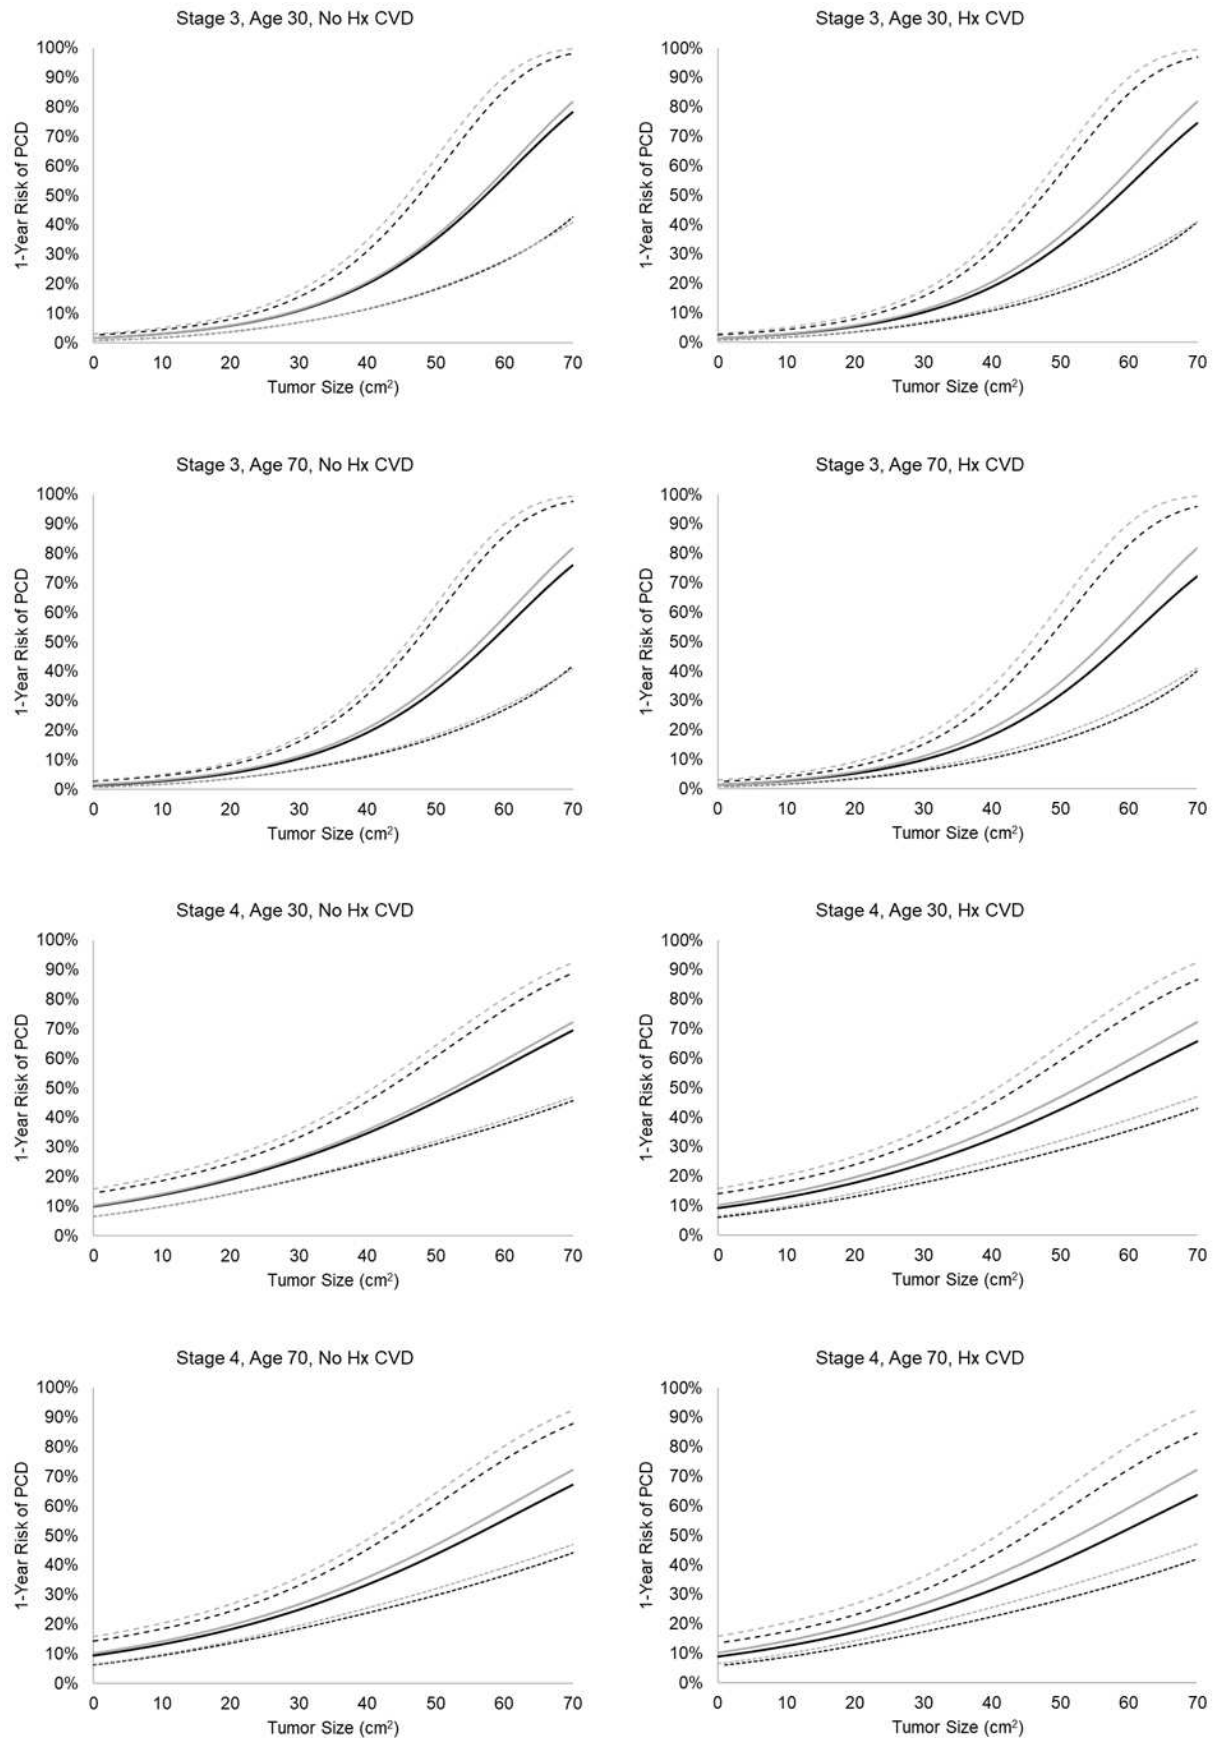 Stage 3, Age 30, No Hx CVD
100%
90%
80%
70%
60%
50%
40%
30%
20%
10%
0%
1-Year Risk of PCD
0 10 20 30 40 50 60 70
Tumor Size (cm²)
Stage 3, Age 30, Hx CVD
100%
90%
80%
70%
60%
50%
40%
30%
20%
10%
0%
1-Year Risk of PCD
0 10 20 30 40 50 60 70
Tumor Size (cm²)
Stage 3, Age 70, No Hx CVD
100%
90%
80%
70%
60%
50%
40%
30%
20%
10%
0%
1-Year Risk of PCD
0 10 20 30 40 50 60 70
Tumor Size (cm²)
Stage 3, Age 70, Hx CVD
100%
90%
80%
70%
60%
50%
40%
30%
20%
10%
0%
1-Year Risk of PCD
0 10 20 30 40 50 60 70
Tumor Size (cm²)
Stage 4, Age 30, No Hx CVD
100%
90%
80%
70%
60%
50%
40%
30%
20%
10%
0%
1-Year Risk of PCD
0 10 20 30 40 50 60 70
Tumor Size (cm²)
Stage 4, Age 30, Hx CVD
100%
90%
80%
70%
60%
50%
40%
30%
20%
10%
0%
1-Year Risk of PCD
0 10 20 30 40 50 60 70
Tumor Size (cm²)
Stage 4, Age 70, No Hx CVD
100%
90%
80%
70%
60%
50%
40%
30%
20%
10%
0%
1-Year Risk of PCD
0 10 20 30 40 50 60 70
Tumor Size (cm²)
Stage 4, Age 70, Hx CVD
100%
90%
80%
70%
60%
50%
40%
30%
20%
10%
0%
1-Year Risk of PCD
0 10 20 30 40 50 60 70
Tumor Size (cm²)